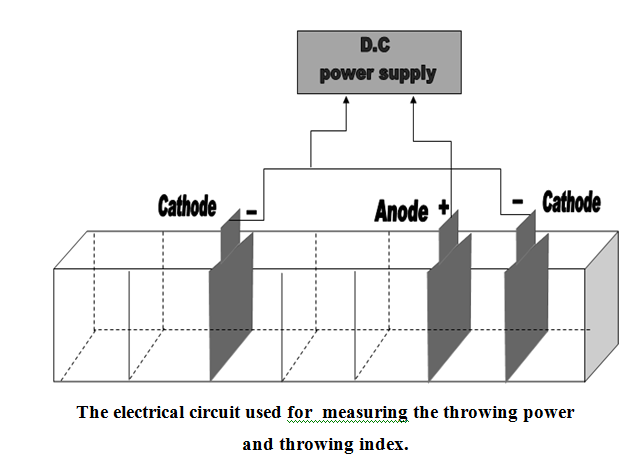 D.C
power supply
Cathode -
Anode +
- Cathode
The electrical circuit used for measuring the throwing power
and throwing index.